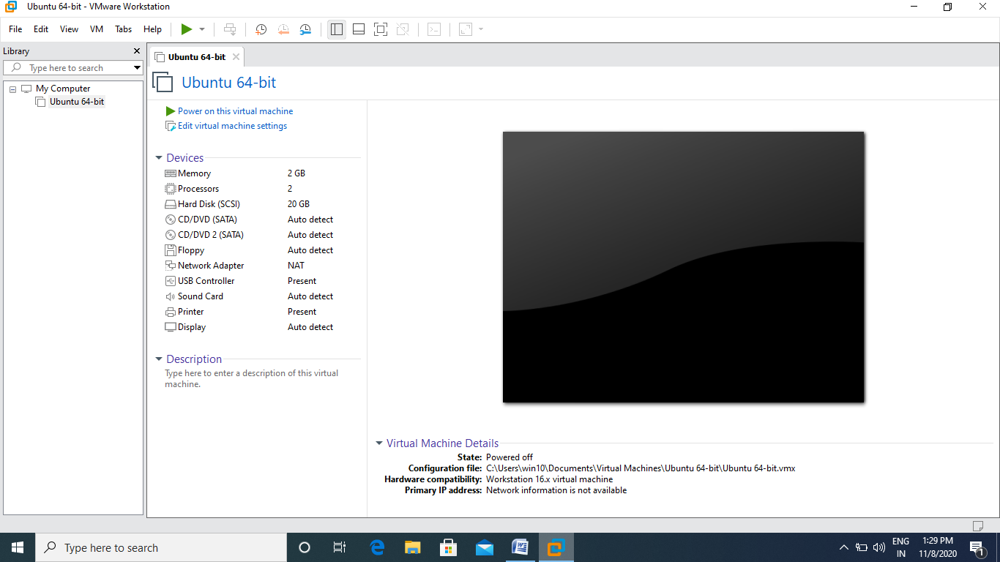 Ubuntu 64-bit - VMware Workstation
File Edit View VM Tabs Help
Library
Type here to search
My Computer
Ubuntu 64-bit
Ubuntu 64-bit
Ubuntu 64-bit
Power on this virtual machine
Edit virtual machine settings
Devices
Memory 2 GB
Processors 2
Hard Disk (SCSI) 20 GB
CD/DVD (SATA) Auto detect
CD/DVD 2 (SATA) Auto detect
Floppy Auto detect
Network Adapter NAT
USB Controller Present
Sound Card Auto detect
Printer Present
Display Auto detect
Description
Type here to enter a description of this virtual
machine.
Virtual Machine Details
State: Powered off
Configuration file: C:\Users\win10\Documents\Virtual Machines\Ubuntu 64-bit\Ubuntu 64-bit.vmx
Hardware compatibility: Workstation 16.x virtual machine
Primary IP address: Network information is not available
Type here to search
W
ENG
IN
1:29 PM
11/8/2020
1